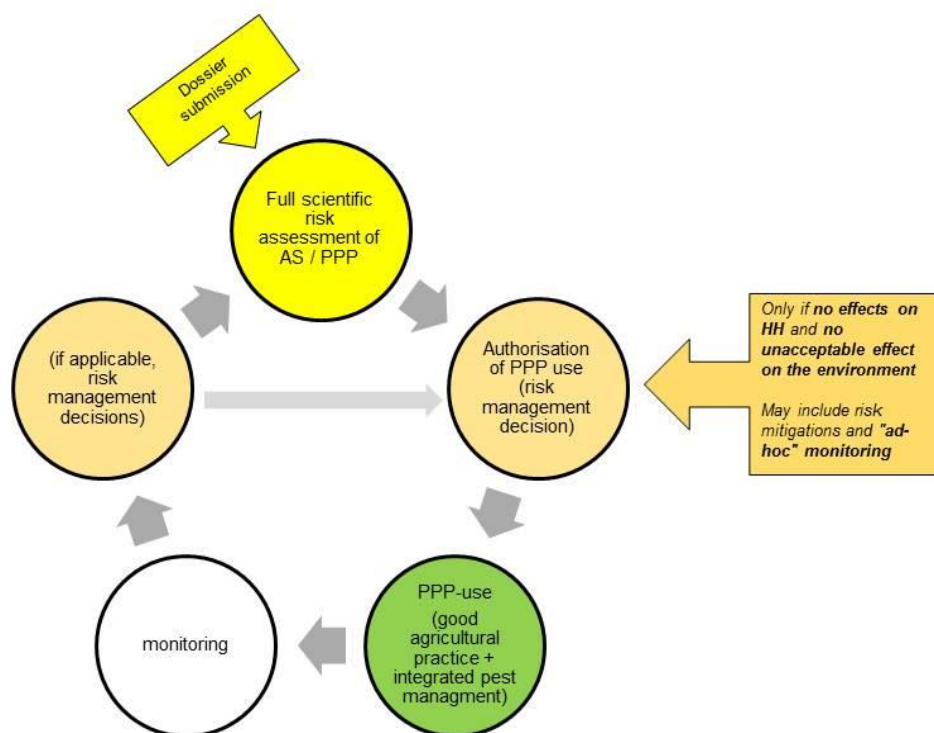 Dossier
submission
Full scientific
risk
assessment of
AS / PPP
(if applicable,
risk
management
decisions)
Authorisation
of PPP use
(risk
management
decision)
Only if no effects on
HH and no
unacceptable effect
on the environment
May include risk
mitigations and "ad-
hoc" monitoring
monitoring
PPP-use
(good
agricultural
practice +
integrated pest
managment)